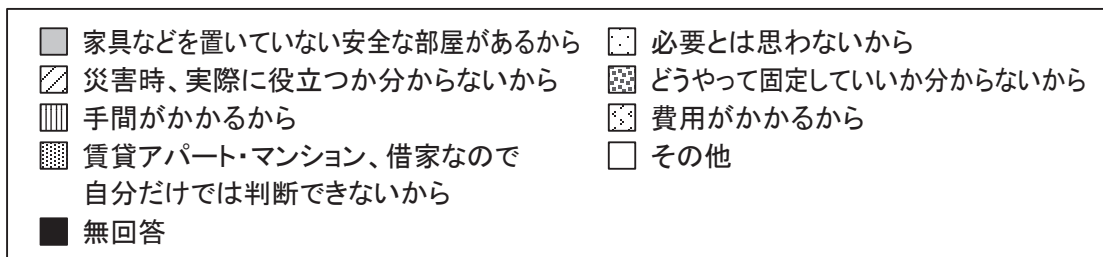 家具などを置いていない安全な部屋があるから
必要とは思わないから
災害時、実際に役立つか分からないから
どうやって固定していいか分からないから
手間がかかるから
費用がかかるから
賃貸アパート・マンション、借家なので
その他
自分だけでは判断できないから
無回答